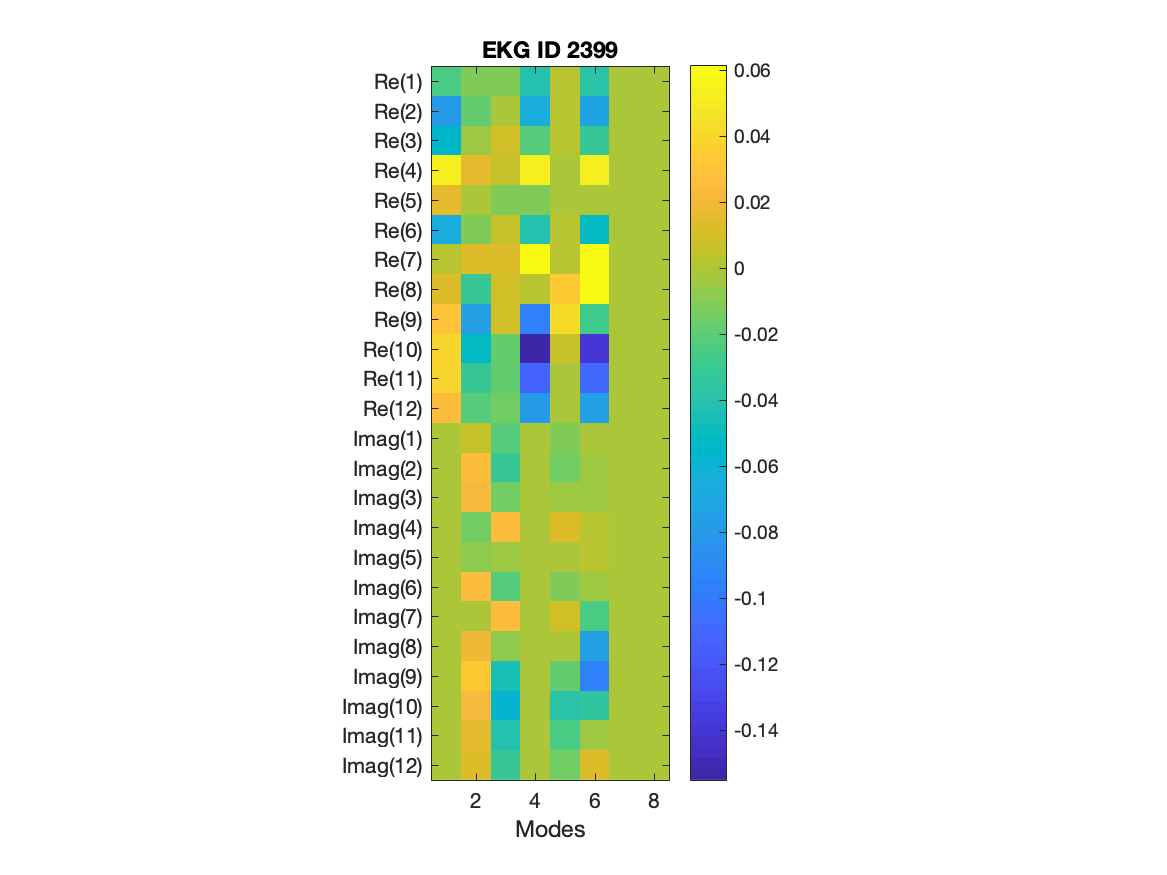 EKG ID 2399
Re(1)
Re(2)
Re(3)
Re(4)
Re(5)
Re(6)
Re(7)
Re(8)
Re(9)
Re(10)
Re(11)
Re(12)
Imag(1)
Imag(2)
Imag(3)
Imag(4)
Imag(5)
Imag(6)
Imag(7)
Imag(8)
Imag(9)
Imag(10)
Imag(11)
Imag(12)
2 4 6 8
Modes
0.06
0.04
0.02
0
-0.02
-0.04
-0.06
-0.08
-0.1
-0.12
-0.14